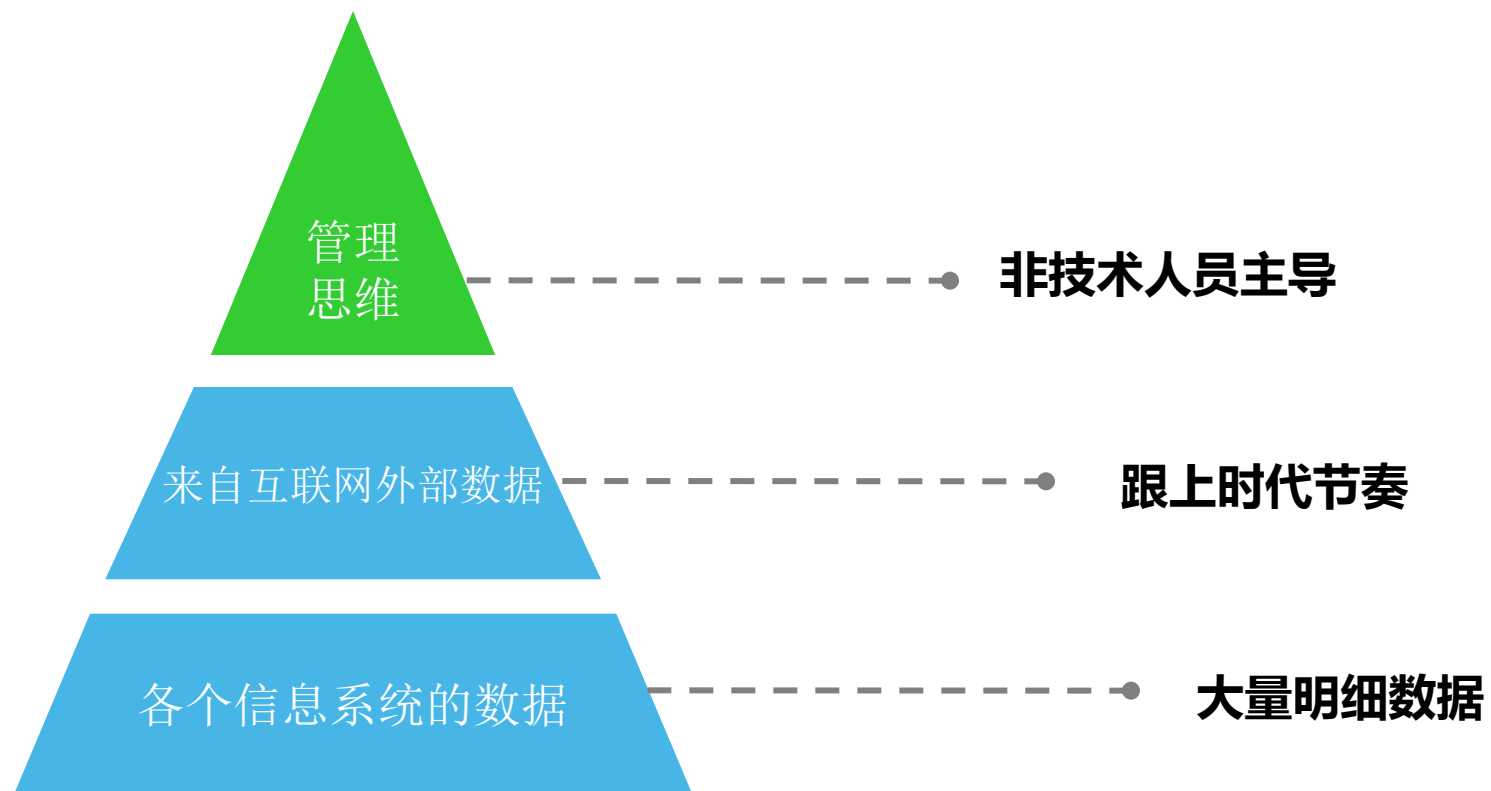 管理
思维
非技术人员主导
来自互联网外部数据
跟上时代节奏
各个信息系统的数据
大量明细数据